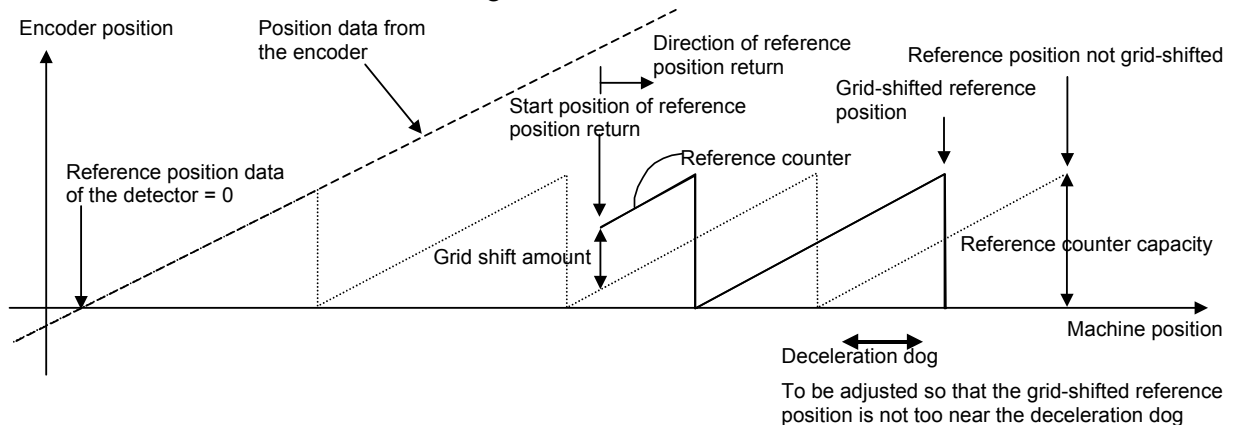 Encoder position
Position data from
the encoder
Direction of reference
position return
Reference position not grid-shifted
Grid-shifted reference
position
Start position of reference
position return
Reference counter
Reference position data
of the detector = 0
Grid shift amount
Reference counter capacity
Machine position
Deceleration dog
To be adjusted so that the grid-shifted reference
position is not too near the deceleration dog